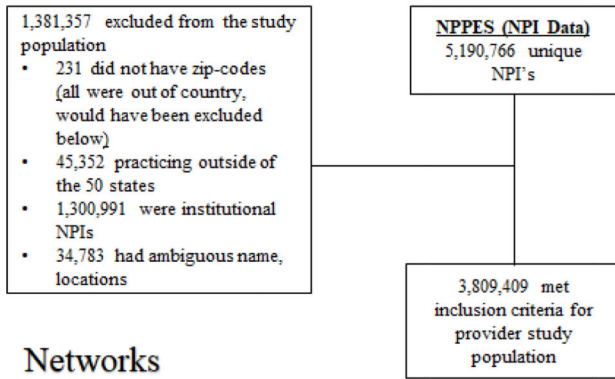 1,381,357 excluded from the study
population
• 231 did not have zip-codes
(all were out of country,
would have been excluded
below)
• 45,352 practicing outside of
the 50 states
• 1,300,991 were institutional
NPIs
• 34,783 had ambiguous name,
locations
NPPES (NPI Data)
5,190,766 unique
NPI's
3,809,409 met
inclusion criteria for
provider study
population
Networks